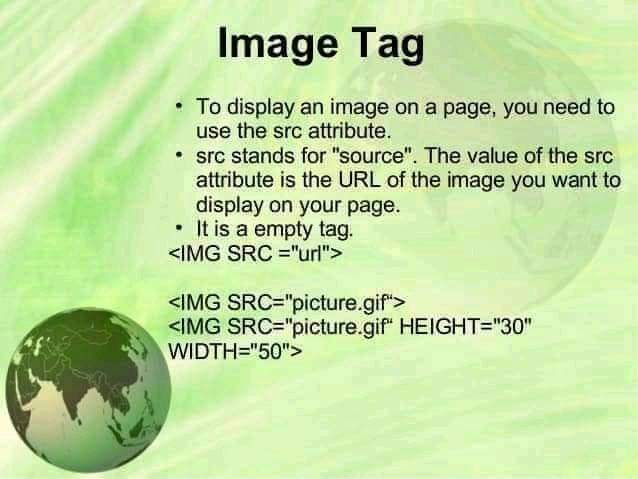 Image Tag
• To display an image on a page, you need to
use the src attribute.
• src stands for "source". The value of the src
attribute is the URL of the image you want to
display on your page.
• It is a empty tag.
<IMG SRC ="url">
<IMG SRC="picture.gif“>
<IMG SRC="picture.gif“ HEIGHT="30"
WIDTH="50">